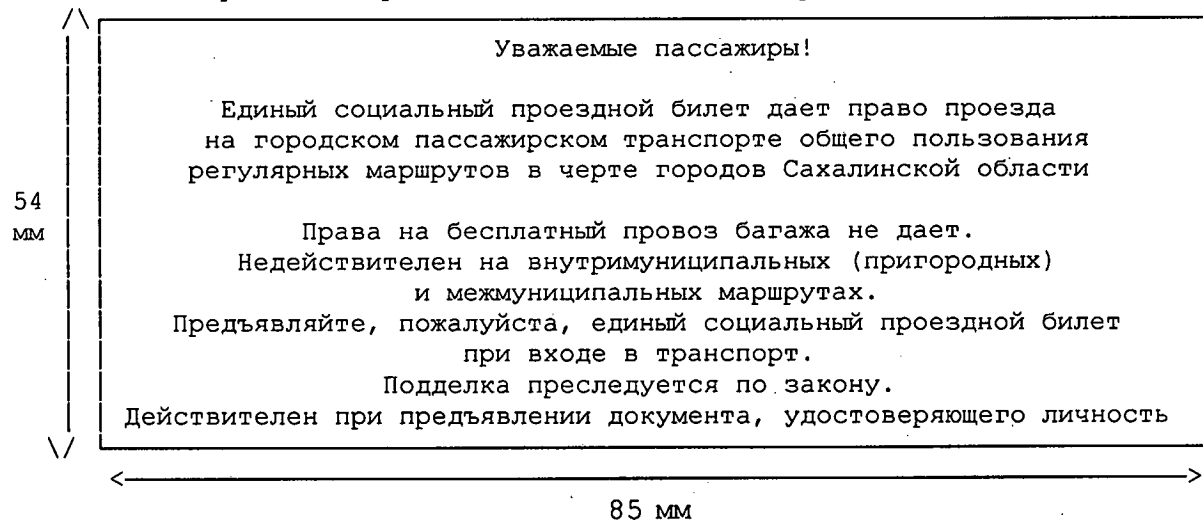 Уважаемые пассажиры!
Единый социальный проездной билет дает право проезда
на городском пассажирском транспорте общего пользования
регулярных маршрутов в черте городов Сахалинской области
54
мм
Права на бесплатный провоз багажа не дает.
Недействителен на внутримуниципальных (пригородных)
и межмуниципальных маршрутах.
Предъявляйте, пожалуйста, единый социальный проездной билет
при входе в транспорт.
Подделка преследуется по закону.
Действителен при предъявлении документа, удостоверяющего личность
85 мм